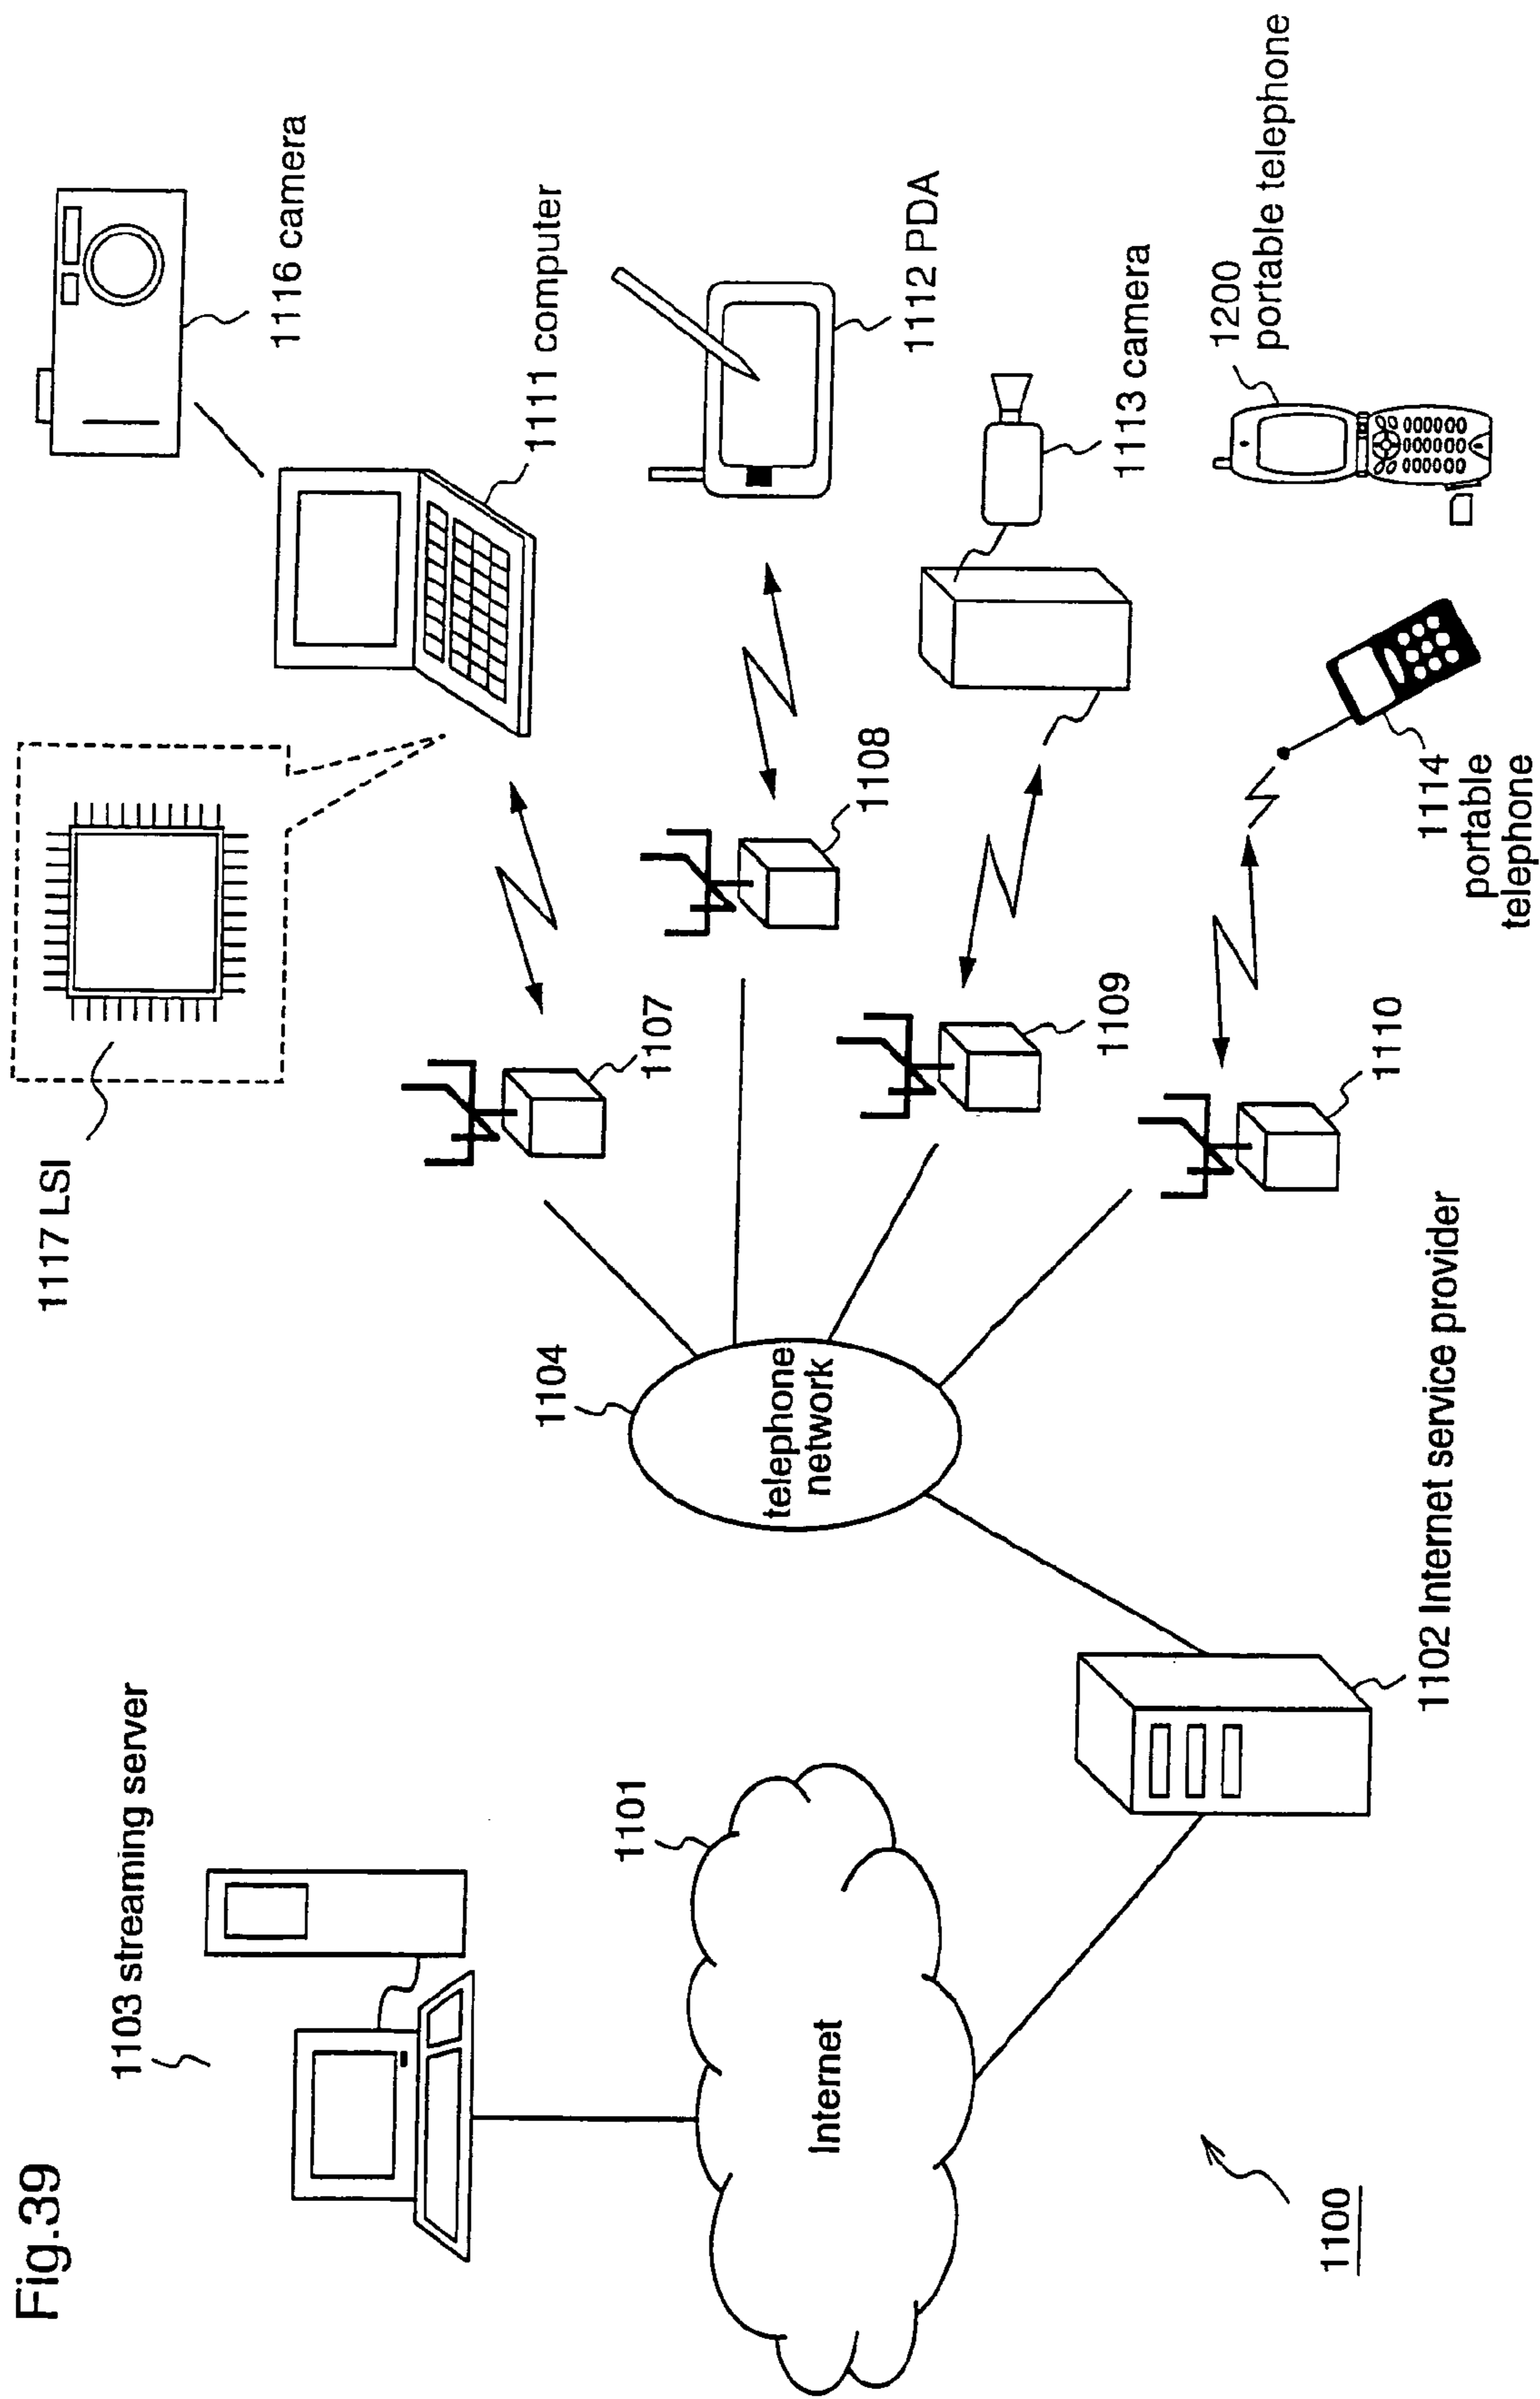 Fig.39
1103 streaming server
1117 LSI
1116 camera
1111 computer
1107
1104
telephone
network
1108
1112 PDA
1101
Internet
1109
1113 camera
1110
1200
portable telephone
1114
portable
telephone
1102 Internet service provider
1100